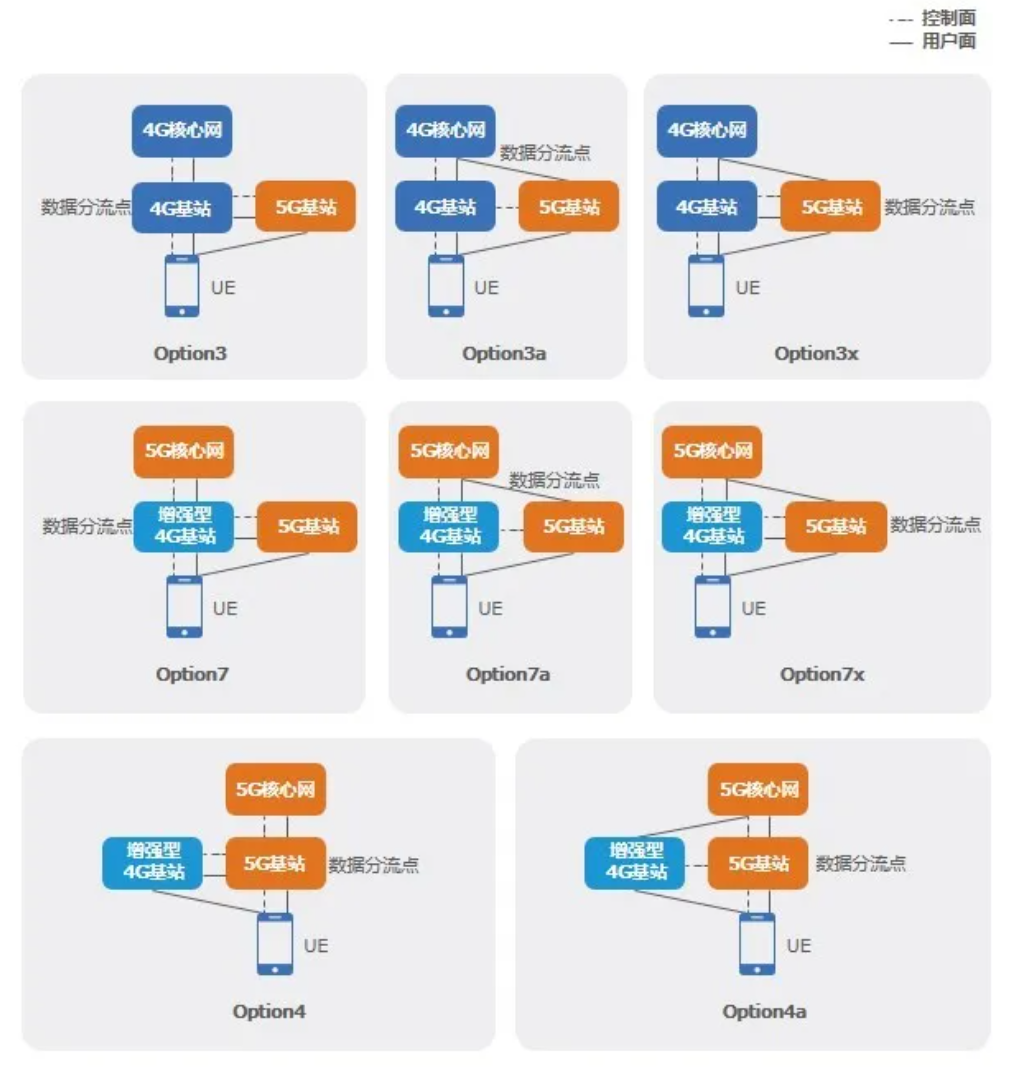 控制面
用户面
4G核心网
数据分流点
4G基站
5G基站
UE
Option3
4G核心网
数据分流点
4G基站
5G基站
UE
Option3a
4G核心网
4G基站
5G基站
数据分流点
UE
Option3x
5G核心网
数据分流点
增强型
4G基站
5G基站
UE
Option7
5G核心网
数据分流点
增强型
4G基站
5G基站
UE
Option7a
5G核心网
增强型
4G基站
5G基站
数据分流点
UE
Option7x
5G核心网
增强型
4G基站
5G基站
数据分流点
UE
Option4
5G核心网
增强型
4G基站
5G基站
数据分流点
UE
Option4a